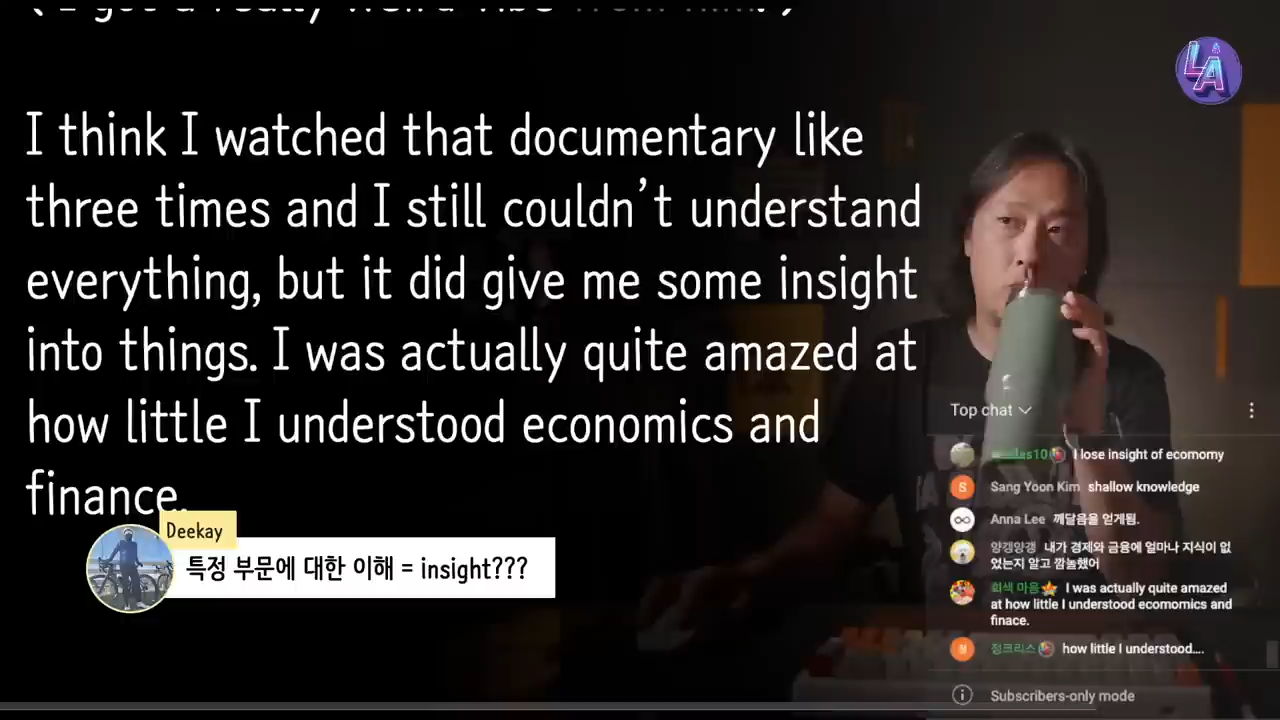 I think I watched that documentary like
three times and I still couldn't understand
everything, but it did give me some insight
into things. I was actually quite amazed at
how little I understood economics and
finance.
Deekay
특정 부문에 대한 이해 = insight???
LA
Top chat
I lose insight of ecomomy
S Sang Yoon Kim shallow knowledge
Anna Lee 깨달음을 얻게됨.
양갱양갱 내가 경제와 금융에 얼마나 지식이 없
었는지 알고 깜놀했어
회색 마음 I was actually quite amazed
at how little I understood ecomomics and
finace.
정크리스 how little I understood....
Subscribers-only mode